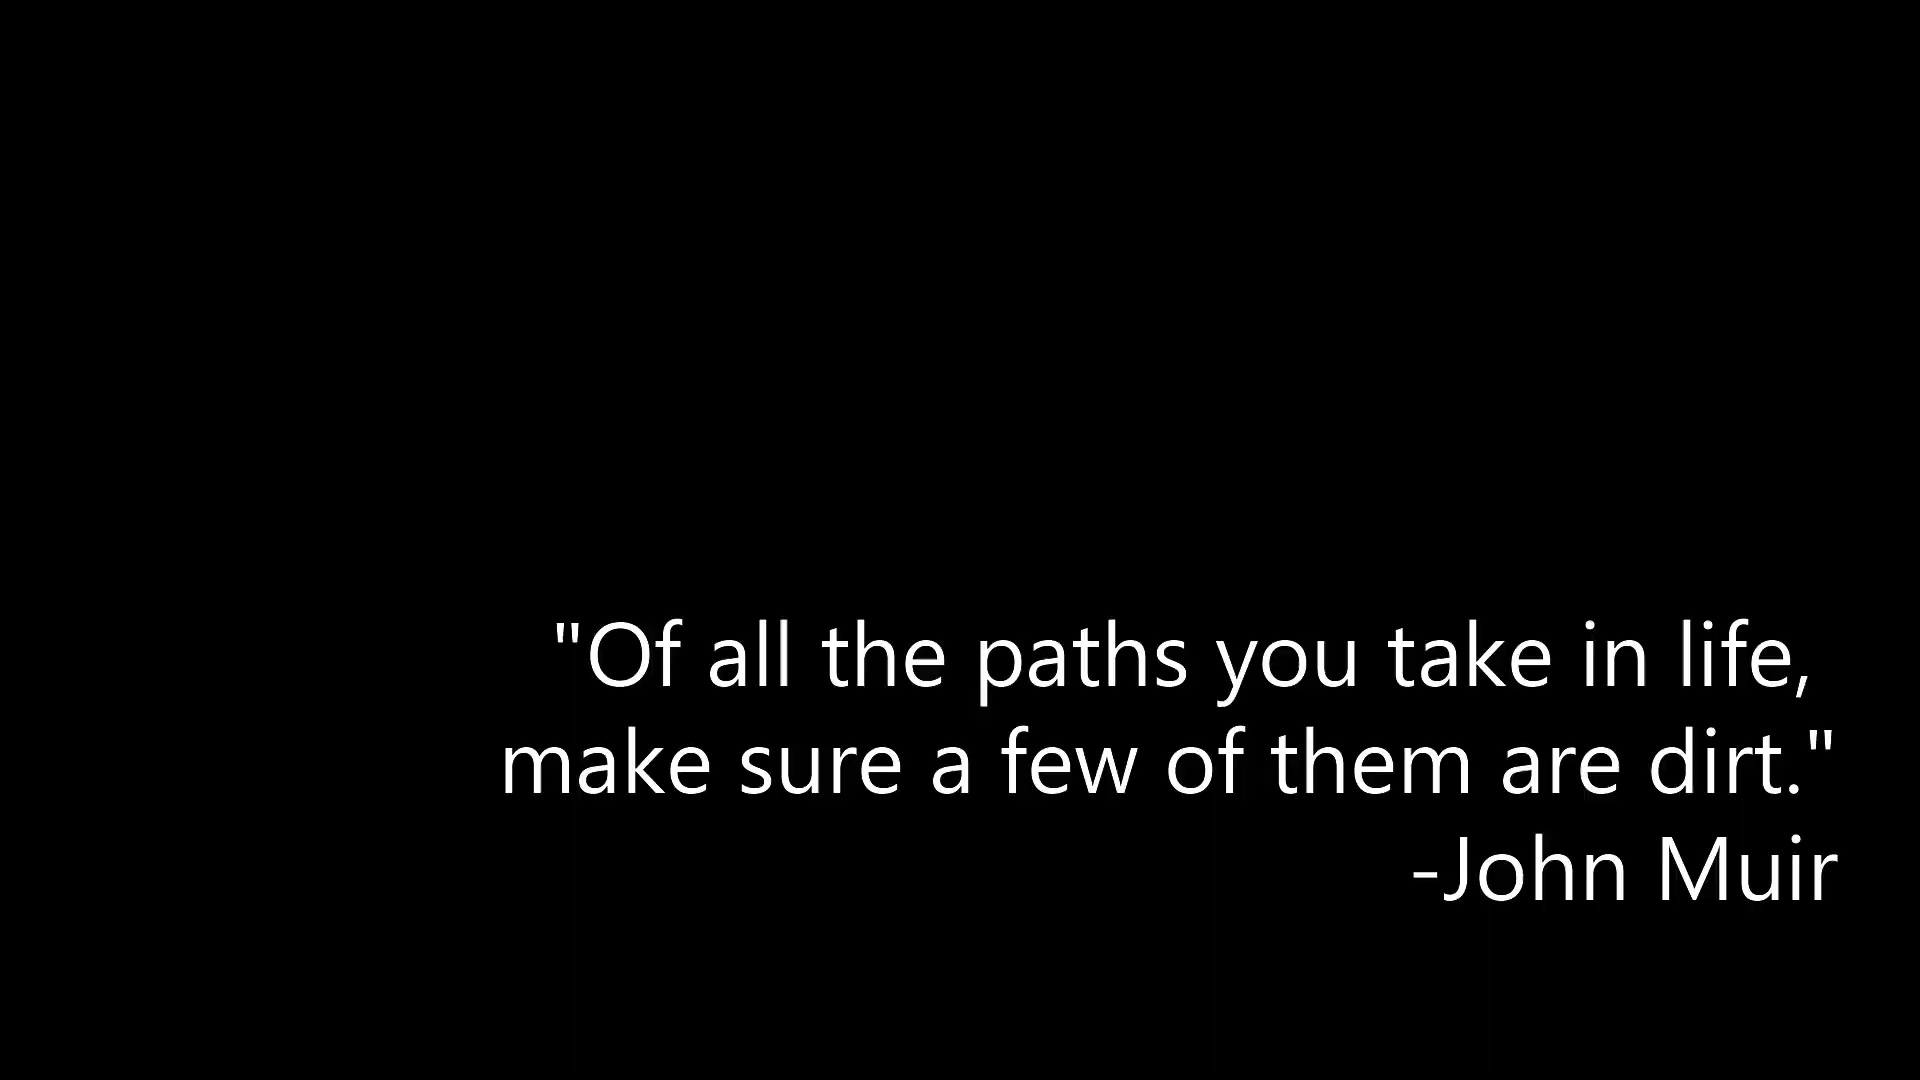 "Of all the paths you take in life,
make sure a few of them are dirt."
-John Muir